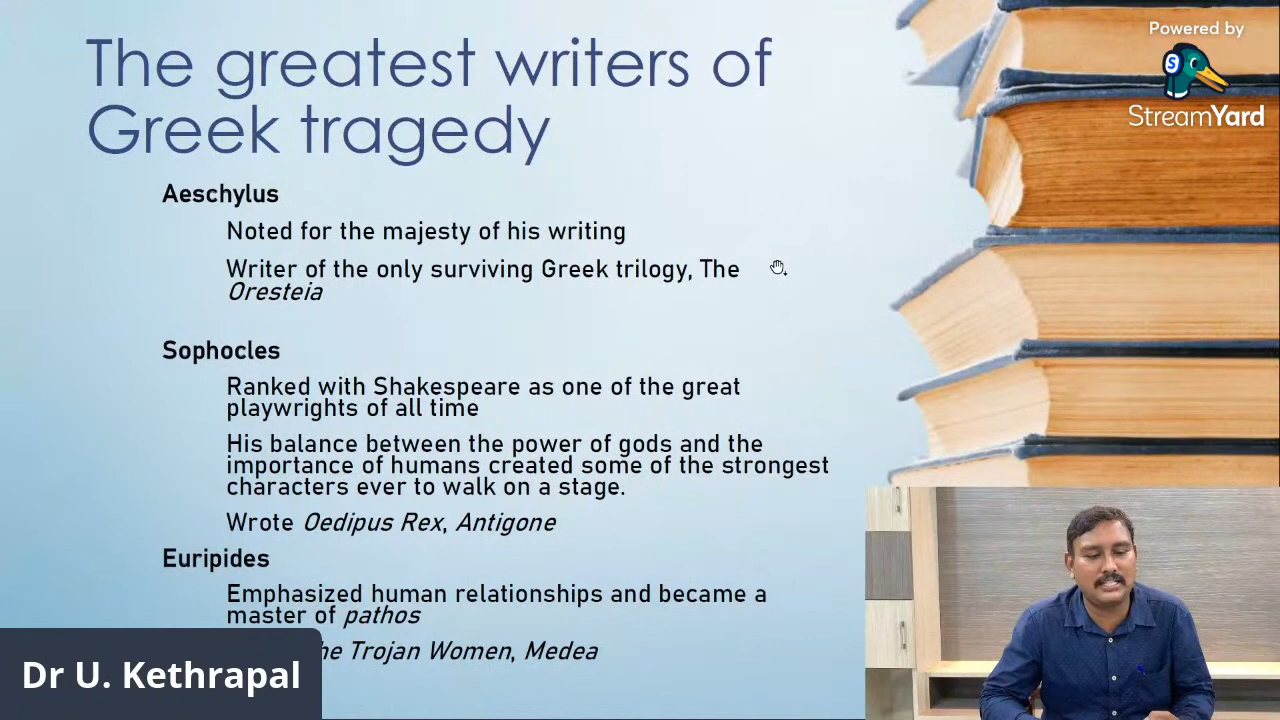 The greatest writers of
Greek tragedy
Powered by
S
StreamYard
Aeschylus
Noted for the majesty of his writing
Writer of the only surviving Greek trilogy, The
Oresteia
Sophocles
Ranked with Shakespeare as one of the great
playwrights of all time
His balance between the power of gods and the
importance of humans created some of the strongest
characters ever to walk on a stage.
Wrote Oedipus Rex, Antigone
Euripides
Emphasized human relationships and became a
master of pathos
he Trojan Women, Medea
Dr U. Kethrapal